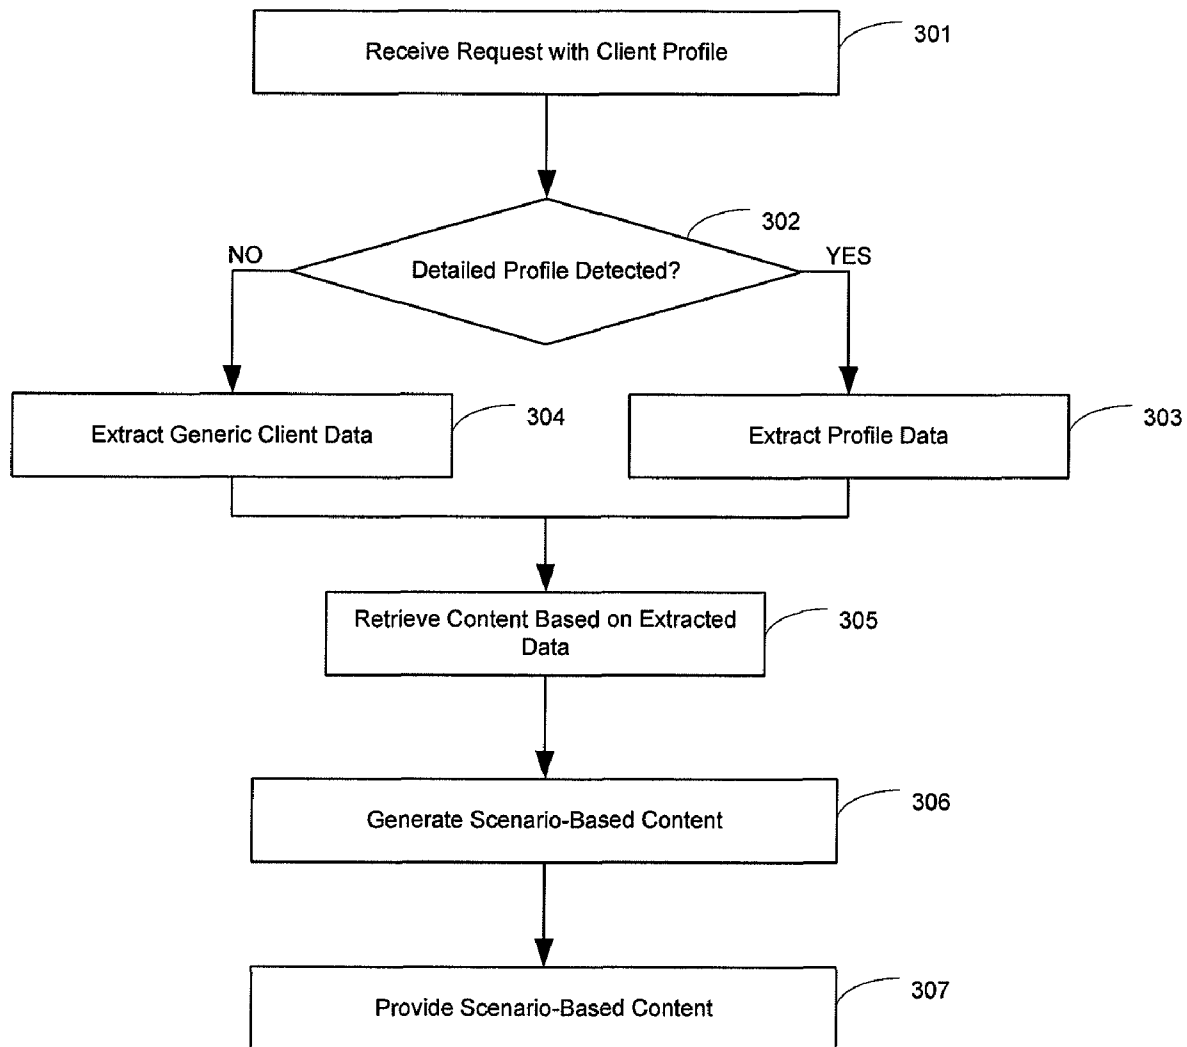 Receive Request with Client Profile
301
302
NO
Detailed Profile Detected?
YES
Extract Generic Client Data
304
Extract Profile Data
303
Retrieve Content Based on Extracted
Data
305
Generate Scenario-Based Content
306
Provide Scenario-Based Content
307